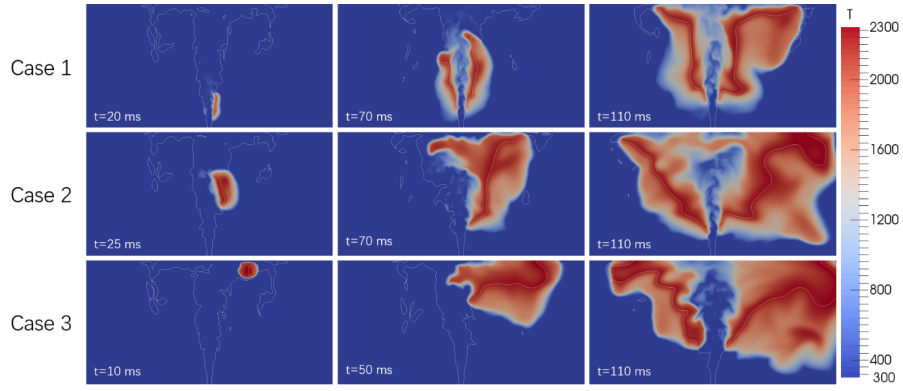 T
Case 1
t=20 ms
t=70 ms
t=110 ms
2300
2000
Case 2
t=25 ms
t=70 ms
t=110 ms
1600
1200
Case 3
t=10 ms
t=50 ms
t=110 ms
800
400
300